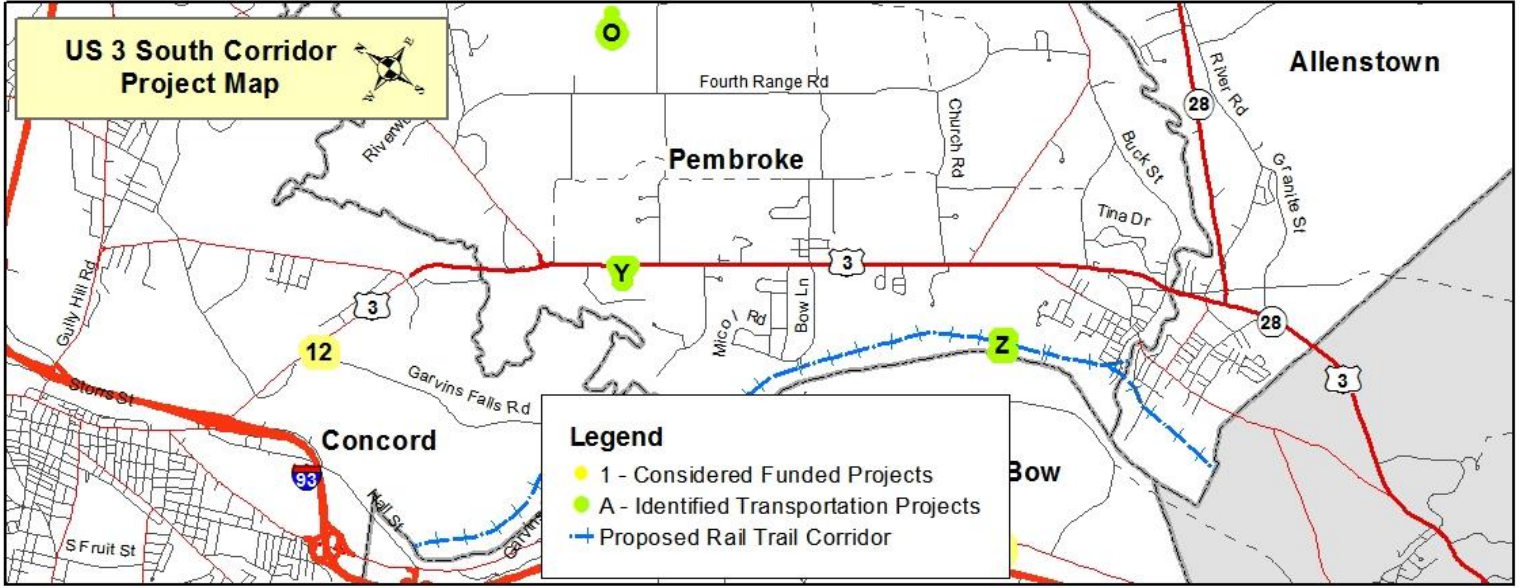 US 3 South Corridor
Project Map
N
E
W
S
O
Fourth Range Rd
Allenstown
River Rd
28
Church Rd
Pembroke
Buck St
Granite St
Tina Dr
Y
3
3
Gully Hill Rd
Micol Rd
Bow Ln
28
12
Z
3
Storrs St
Garvins Falls Rd
Concord
93
Hall St
S Fruit St
Bow
Legend
1 - Considered Funded Projects
A - Identified Transportation Projects
Proposed Rail Trail Corridor